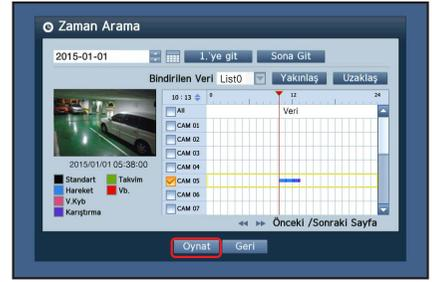 Zaman Arama
2015-01-01 1.'ye git Sona Git
Bindirilen Veri List0 Yakınlaş Uzaklaş
10 : 13 0 12 24
All Veri
CAM 01
CAM 02
CAM 03
CAM 04
CAM 05
CAM 06
CAM 07
2015/01/01 05:38:00
Standart Takvim
Hareket Vb.
V.Kyb
Karıştırma
Önceki /Sonraki Sayfa
Oynat Geri